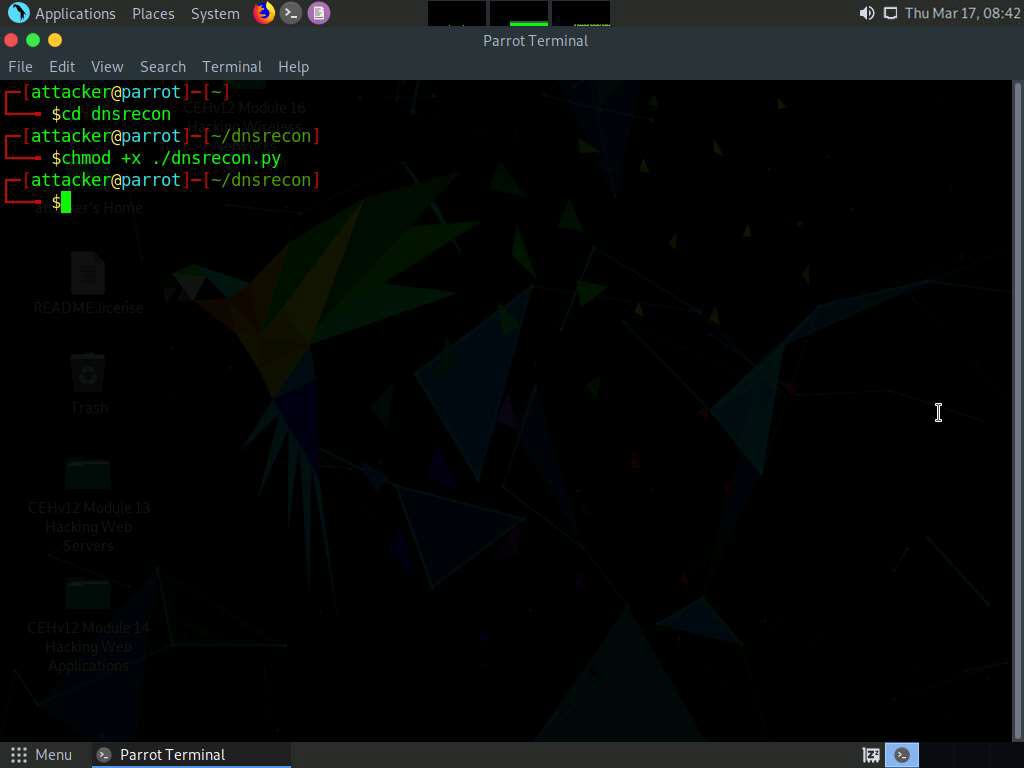 Applications Places System Thu Mar 17, 08:42
Parrot Terminal
File Edit View Search Terminal Help
[attacker@parrot]─[~]
$cd dnsrecon
[attacker@parrot]─[~/dnsrecon]
$chmod +x ./dnsrecon.py
[attacker@parrot]─[~/dnsrecon]
$
CEHv12 Module 16
Hacking Wireless
attacker's Home
README.license
Trash
CEHv12 Module 13
Hacking Web
Servers
CEHv12 Module 14
Hacking Web
Applications
Menu Parrot Terminal